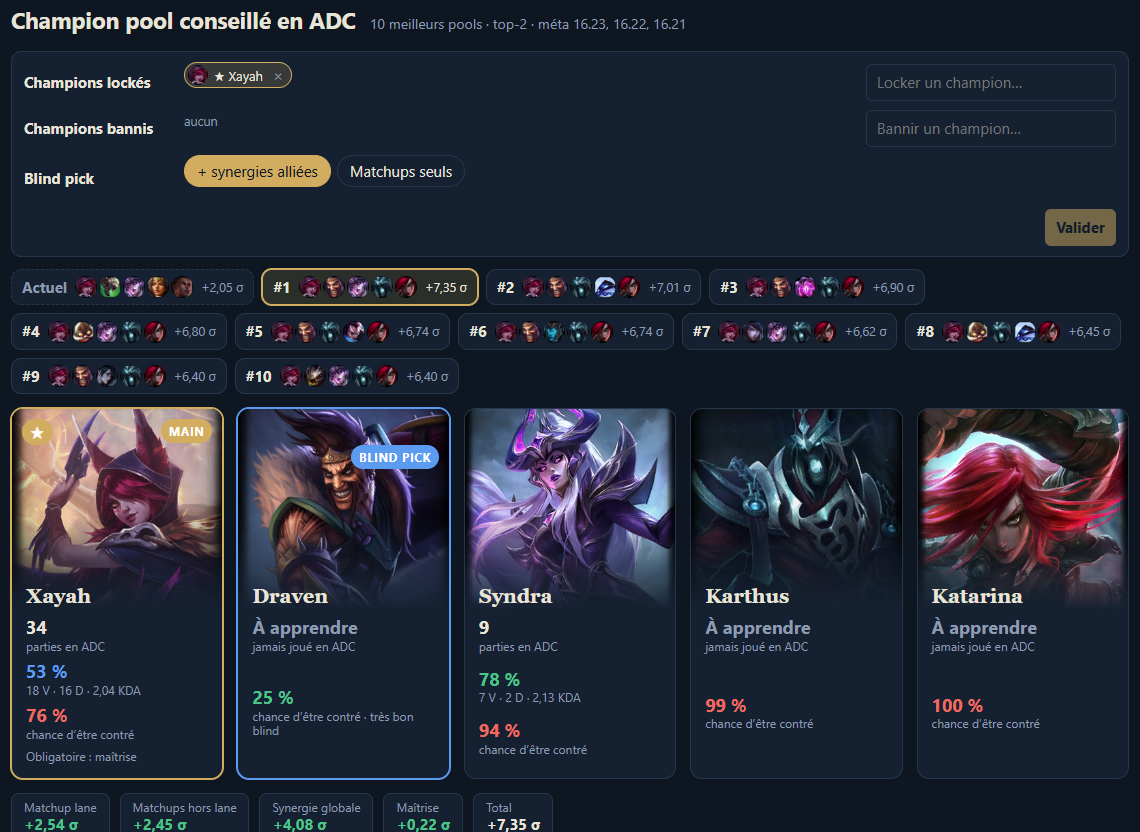 Champion pool conseillé en ADC 10 meilleurs pools · top-2 · méta 16.23, 16.22, 16.21
Champions lockés ★ Xayah × Locker un champion...
Champions bannis aucun Bannir un champion...
Blind pick + synergies alliées Matchups seuls
Valider
Actuel +2,05 σ #1 +7,35 σ #2 +7,01 σ #3 +6,90 σ
#4 +6,80 σ #5 +6,74 σ #6 +6,74 σ #7 +6,62 σ #8 +6,45 σ
#9 +6,40 σ #10 +6,40 σ
★ MAIN
Xayah
34
parties en ADC
53 %
18 V · 16 D · 2,04 KDA
76 %
chance d'être contré
Obligatoire : maîtrise
BLIND PICK
Draven
À apprendre
jamais joué en ADC
25 %
chance d'être contré · très bon
blind
Syndra
9
parties en ADC
78 %
7 V · 2 D · 2,13 KDA
94 %
chance d'être contré
Karthus
À apprendre
jamais joué en ADC
99 %
chance d'être contré
Katarina
À apprendre
jamais joué en ADC
100 %
chance d'être contré
Matchup lane
+2,54 σ
Matchups hors lane
+2,45 σ
Synergie globale
+4,08 σ
Maîtrise
+0,22 σ
Total
+7,35 σ